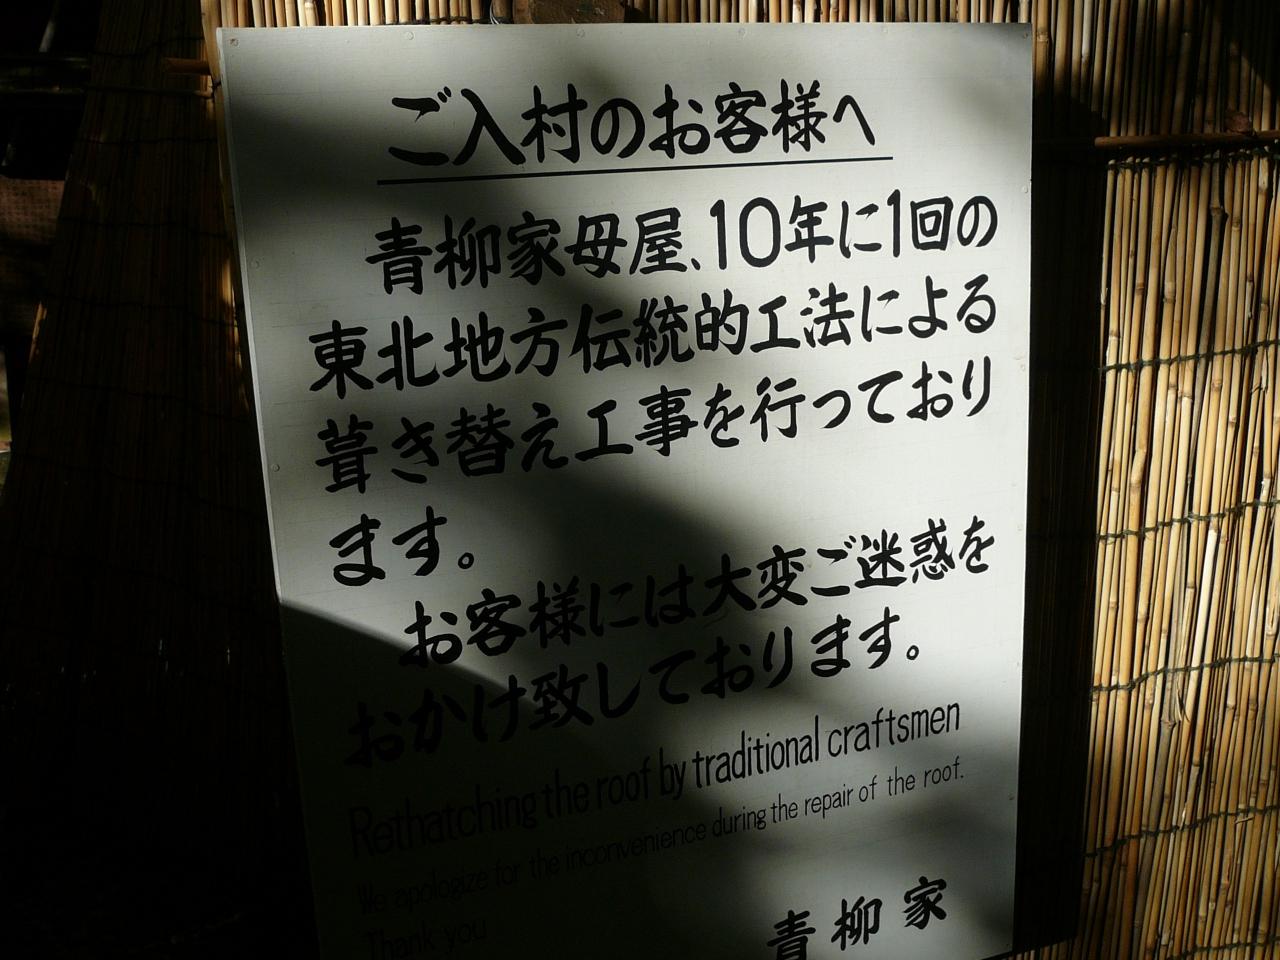 ご入村のお客様へ
青柳家母屋、10年に1回の
東北地方伝統的工法による
葺き替え工事を行っており
ます。
お客様には大変ご迷惑を
おかけ致しております。
Rethatching the roof by traditional craftsmen
We apologize for the inconvenience during the repair of the roof.
Thank you
青柳家